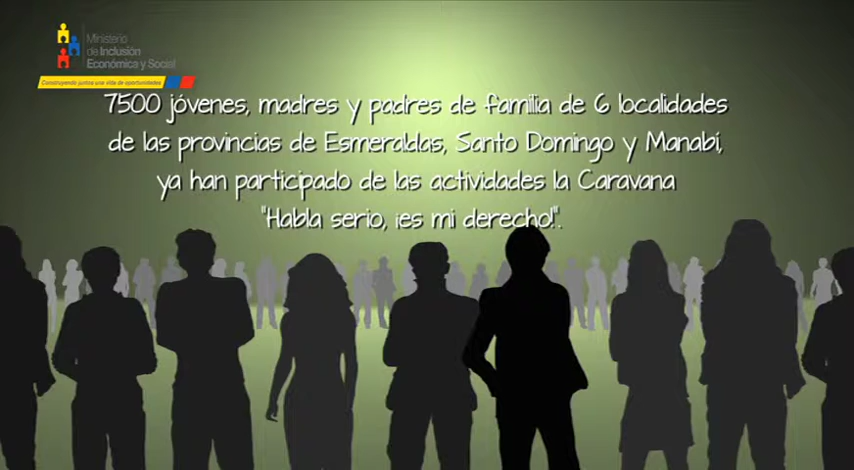 Ministerio
de Inclusión
Económica y Social
Construyendo juntos una vida de oportunidades
7500 jóvenes, madres y padres de familia de 6 localidades
de las provincias de Esmeraldas, Santo Domingo y Manabí,
ya han participado de las actividades la Caravana
"Habla serio, ¡es mi derecho!".